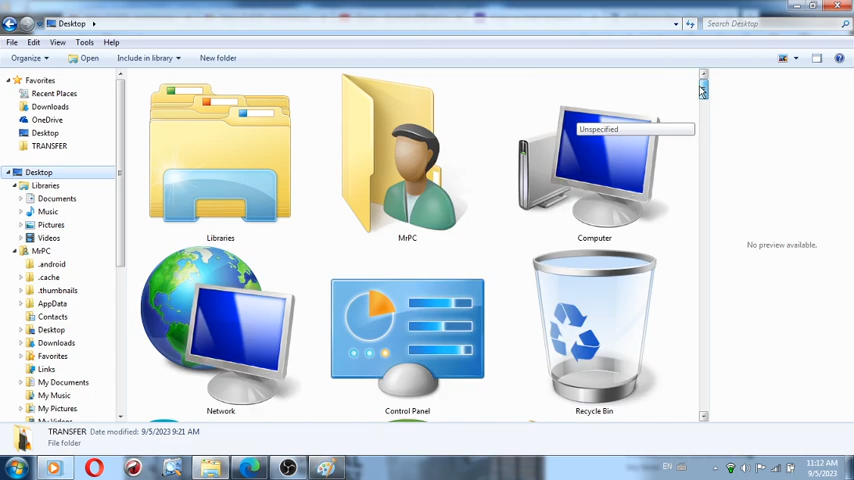 Desktop
Search Desktop
File Edit View Tools Help
Organize Open Include in library New folder
Favorites
Recent Places
Downloads
OneDrive
Desktop
TRANSFER
Desktop
Libraries
Documents
Music
Pictures
Videos
MrPC
.android
.cache
.thumbnails
AppData
Contacts
Desktop
Downloads
Favorites
Links
My Documents
My Music
My Pictures
My Videos
Unspecified
Libraries
MrPC
Computer
Network
Control Panel
Recycle Bin
No preview available.
TRANSFER Date modified: 9/5/2023 9:21 AM
File folder
EN
11:12 AM
9/5/2023